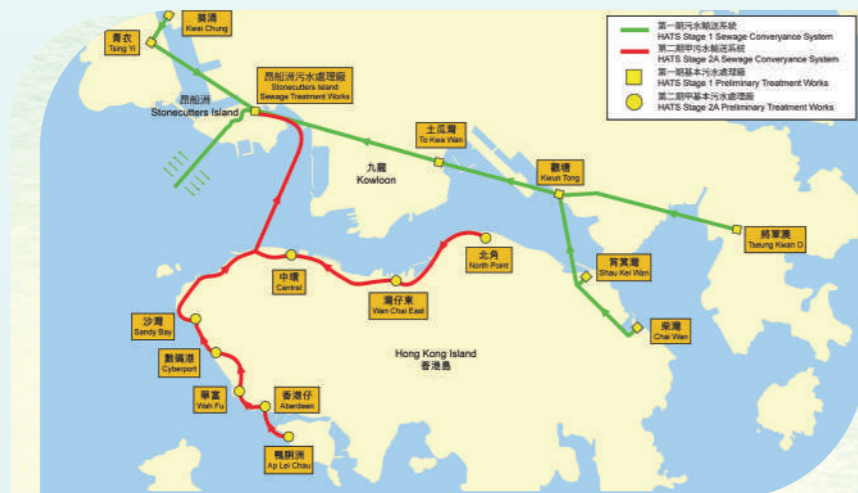 葵涌
Kwai Chung
青衣
Tsing Yi
昂船洲污水處理廠
Stonecutters Island
Sewage Treatment Works
昂船洲
Stonecutters Island
土瓜灣
To Kwa Wan
九龍
Kowloon
觀塘
Kwun Tong
將軍澳
Tseung Kwan O
筲箕灣
Shau Kei Wan
柴灣
Chai Wan
北角
North Point
中環
Central
灣仔東
Wan Chai East
沙灣
Sandy Bay
數碼港
Cyberport
華富
Wah Fu
香港仔
Aberdeen
鴨脷洲
Ap Lei Chau
Hong Kong Island
香港島
第一期污水輸送系統
HATS Stage 1 Sewage Converyance System
第二期甲污水輸送系統
HATS Stage 2A Sewage Converyance System
第一期基本污水處理廠
HATS Stage 1 Preliminary Treatment Works
第二期甲基本污水處理廠
HATS Stage 2A Preliminary Treatment Works